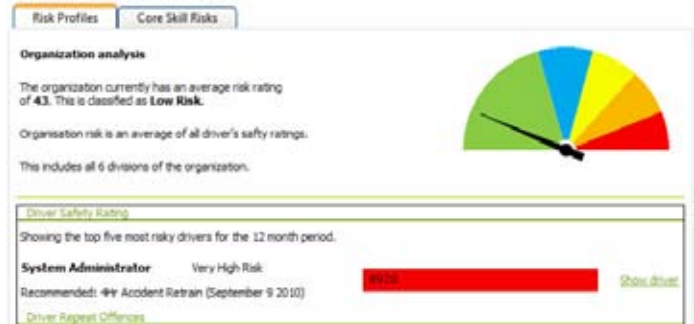 Risk Profiles
Core Skill Risks
Organization analysis
The organization currently has an average risk rating
of 43. This is classified as Low Risk.
Organisation risk is an average of all driver's safty ratings.
This includes all 6 divisions of the organization.
Driver Safety Rating
Showing the top five most risky drivers for the 12 month period.
System Administrator Very High Risk
Show driver
Recommended: Accident Retrain (September 9 2010)
Driver Repeat Offences